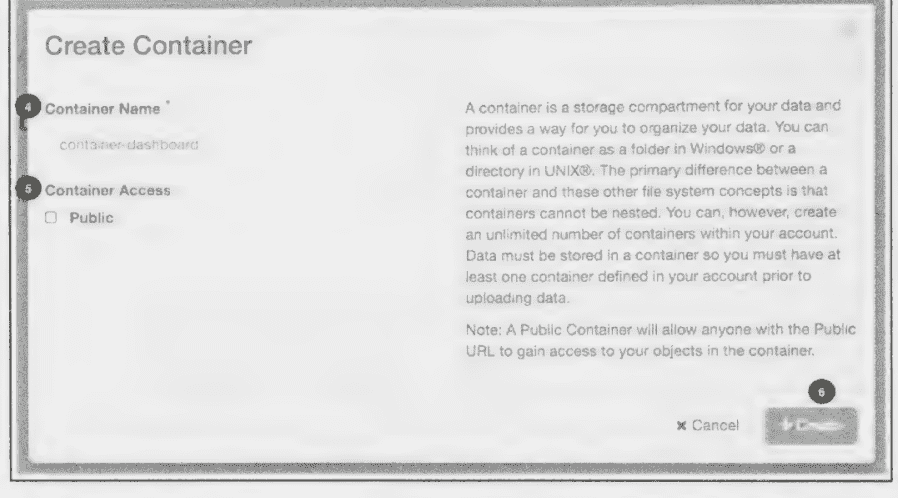 Create Container
4 Container Name *
container-dashboard
5 Container Access
Public
A container is a storage compartment for your data and
provides a way for you to organize your data. You can
think of a container as a folder in Windows® or a
directory in UNIX®. The primary difference between a
container and these other file system concepts is that
containers cannot be nested. You can, however, create
an unlimited number of containers within your account.
Data must be stored in a container so you must have at
least one container defined in your account prior to
uploading data.
Note: A Public Container will allow anyone with the Public
URL to gain access to your objects in the container.
6
✖ Cancel